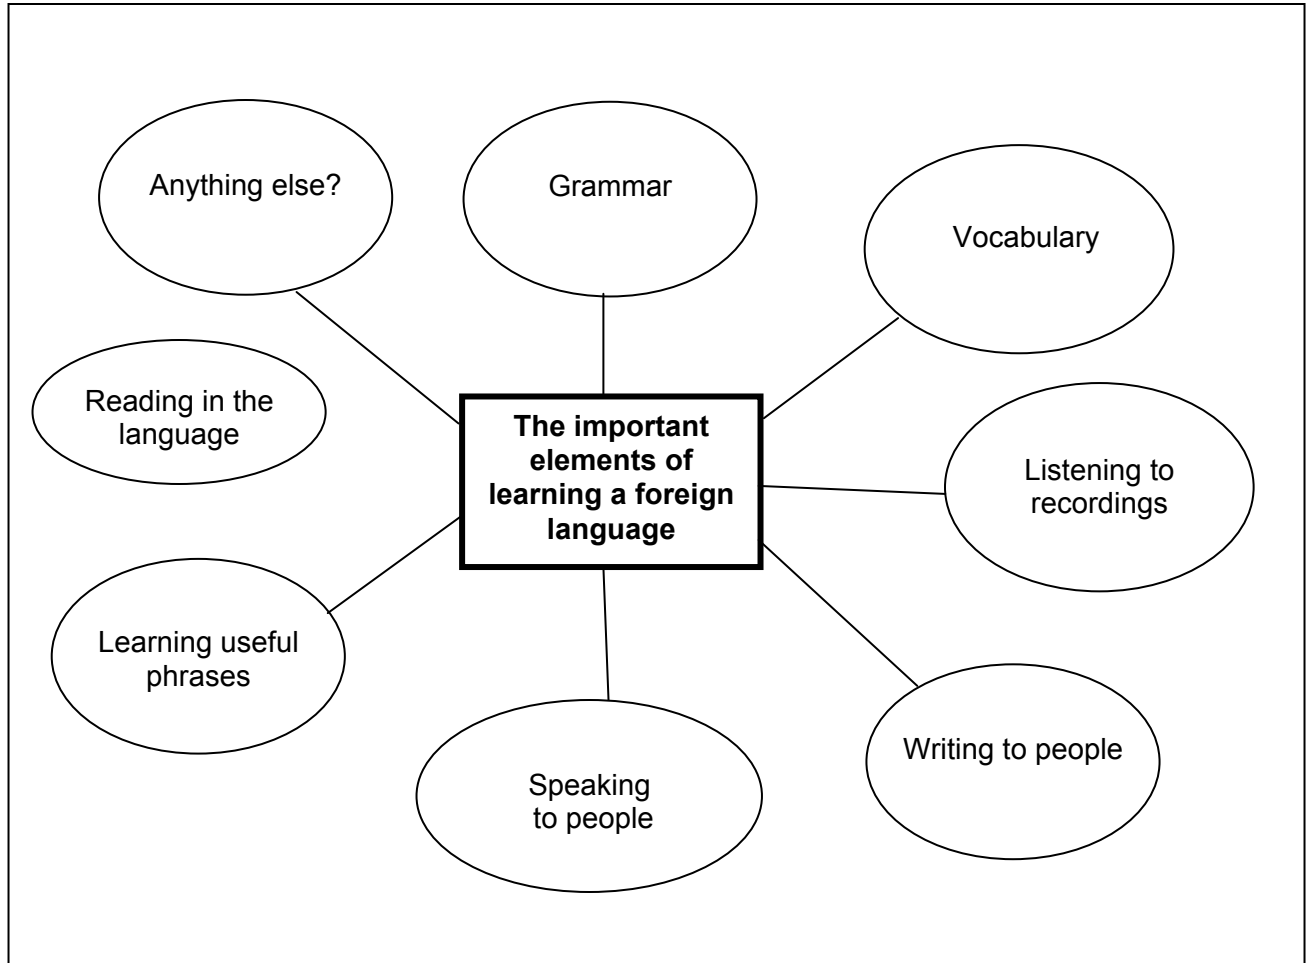 Anything else?
Grammar
Vocabulary
Reading in the
language
The important
elements of
learning a foreign
language
Listening to
recordings
Learning useful
phrases
Speaking
to people
Writing to people